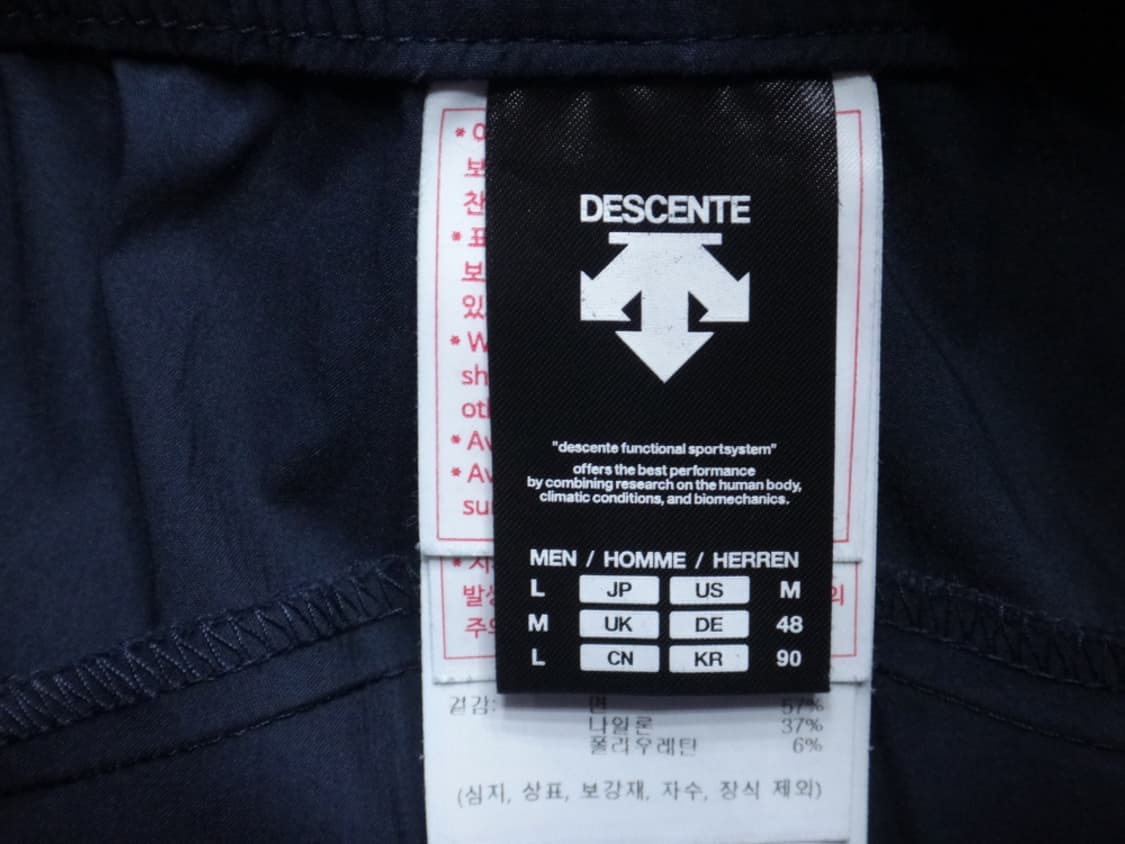 DESCENTE
"descente functional sportsystem"
offers the best performance
by combining research on the human body,
climatic conditions, and biomechanics.
MEN / HOMME / HERREN
L JP US M
M UK DE 48
L CN KR 90
겉감: 면 57%
나일론 37%
폴리우레탄 6%
(심지, 상표, 보강재, 자수, 장식 제외)